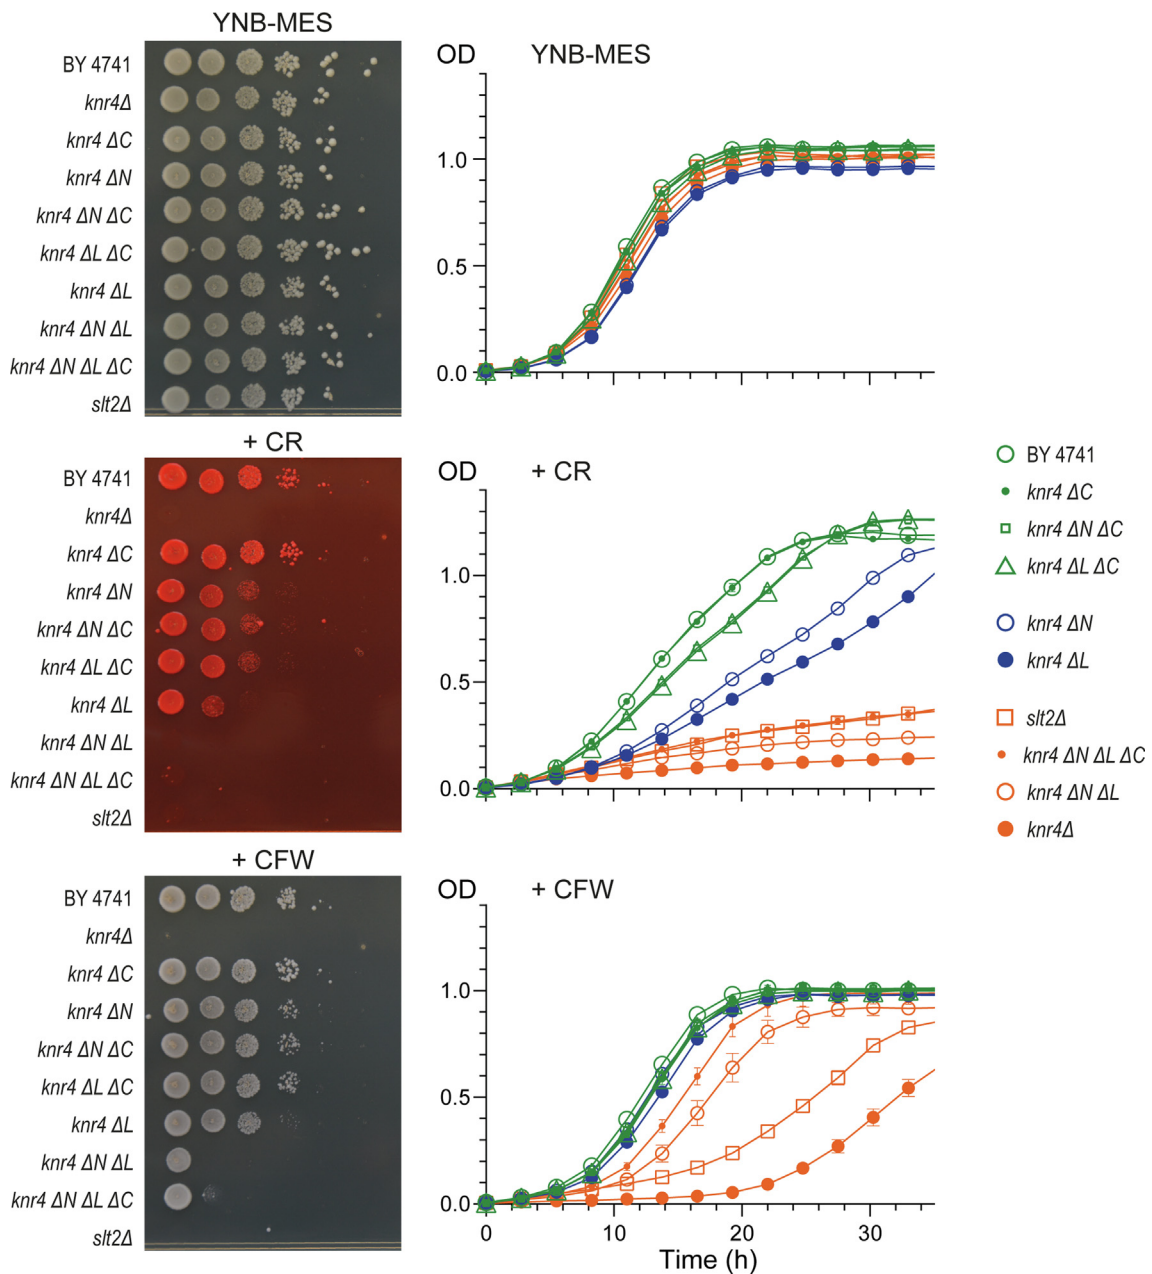 YNB-MES
BY 4741
knr4Δ
knr4 ΔC
knr4 ΔN
knr4 ΔN ΔC
knr4 ΔL ΔC
knr4 ΔL
knr4 ΔN ΔL
knr4 ΔN ΔL ΔC
slt2Δ
OD YNB-MES
1.0
0.5
0.0
+ CR
BY 4741
knr4Δ
knr4 ΔC
knr4 ΔN
knr4 ΔN ΔC
knr4 ΔL ΔC
knr4 ΔL
knr4 ΔN ΔL
knr4 ΔN ΔL ΔC
slt2Δ
OD + CR
1.0
0.5
0.0
BY 4741
knr4 ΔC
knr4 ΔN ΔC
knr4 ΔL ΔC
knr4 ΔN
knr4 ΔL
slt2Δ
knr4 ΔN ΔL ΔC
knr4 ΔN ΔL
knr4Δ
+ CFW
BY 4741
knr4Δ
knr4 ΔC
knr4 ΔN
knr4 ΔN ΔC
knr4 ΔL ΔC
knr4 ΔL
knr4 ΔN ΔL
knr4 ΔN ΔL ΔC
slt2Δ
OD + CFW
1.0
0.5
0.0
0 10 20 30
Time (h)